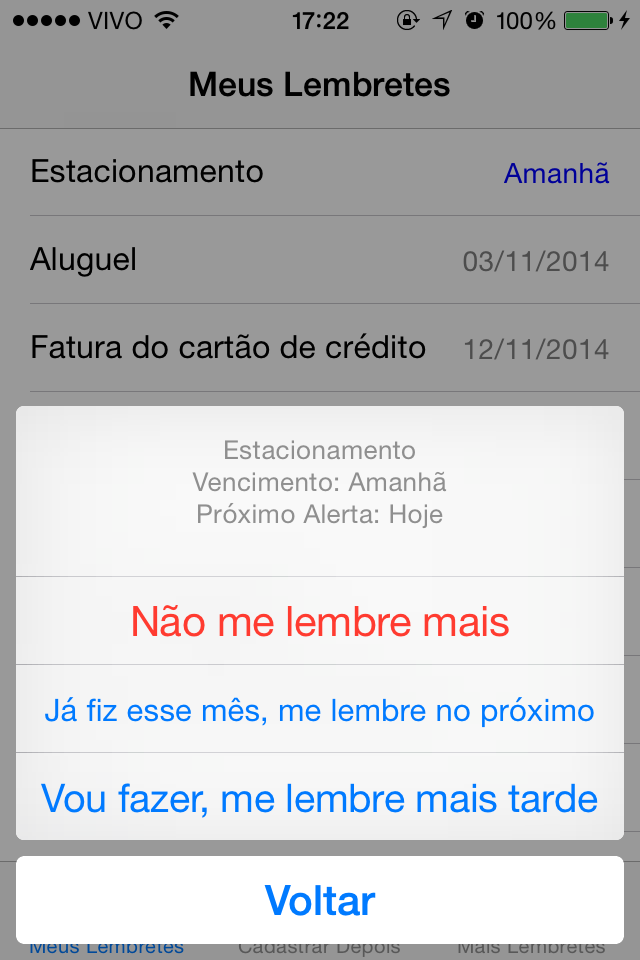 VIVO 17:22 100%
Meus Lembretes
Estacionamento Amanhã
Aluguel 03/11/2014
Fatura do cartão de crédito 12/11/2014
Estacionamento
Vencimento: Amanhã
Próximo Alerta: Hoje
Não me lembre mais
Já fiz esse mês, me lembre no próximo
Vou fazer, me lembre mais tarde
Voltar
Meus Lembretes Cadastrar Depois Mais Lembretes